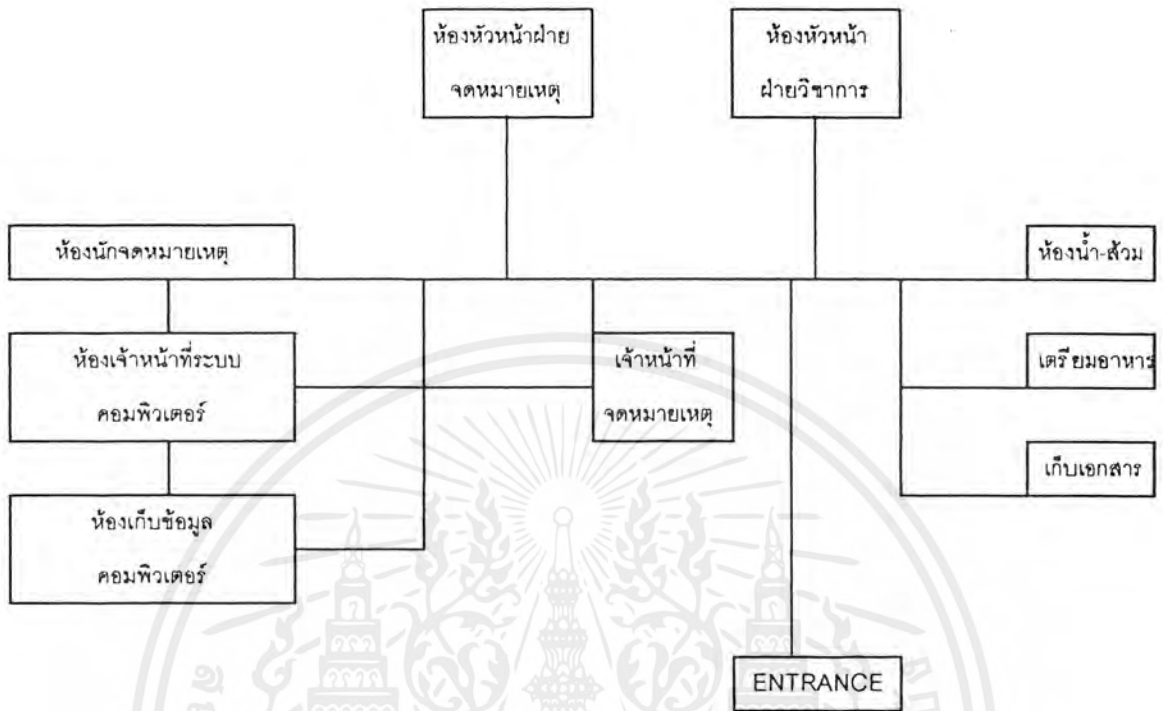 ห้องหัวหน้าฝ่าย
จดหมายเหตุ
ห้องหัวหน้า
ฝ่ายวิชาการ
ห้องนักจดหมายเหตุ
ห้องน้ำ-ส้วม
ห้องเจ้าหน้าที่ระบบ
คอมพิวเตอร์
เจ้าหน้าที่
จดหมายเหตุ
เตรียมอาหาร
เก็บเอกสาร
ห้องเก็บข้อมูล
คอมพิวเตอร์
ENTRANCE